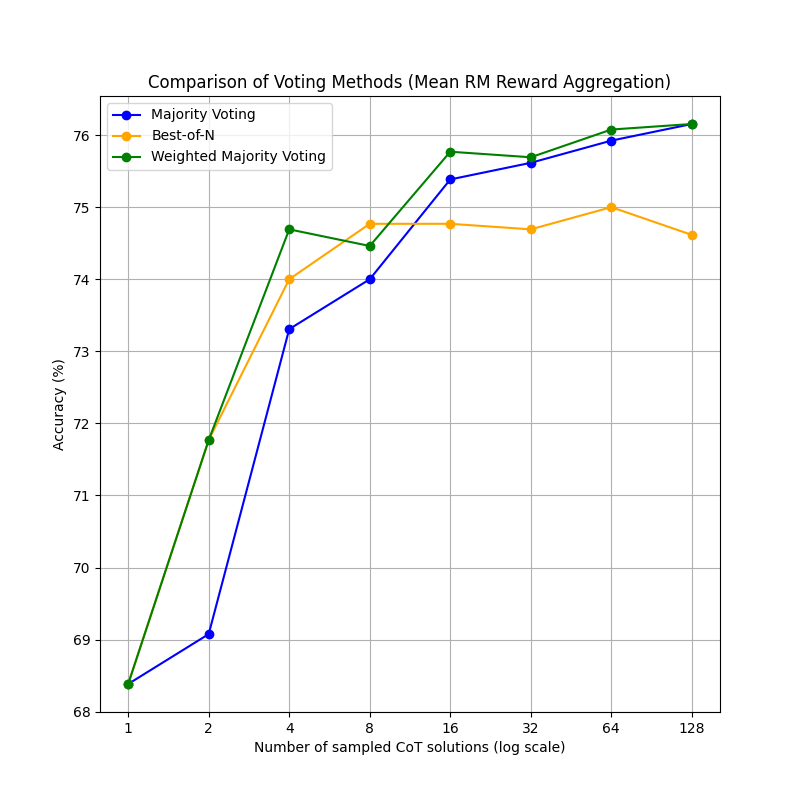 Comparison of Voting Methods (Mean RM Reward Aggregation)
Majority Voting
Best-of-N
Weighted Majority Voting
Accuracy (%)
76
75
74
73
72
71
70
69
68
1 2 4 8 16 32 64 128
Number of sampled CoT solutions (log scale)